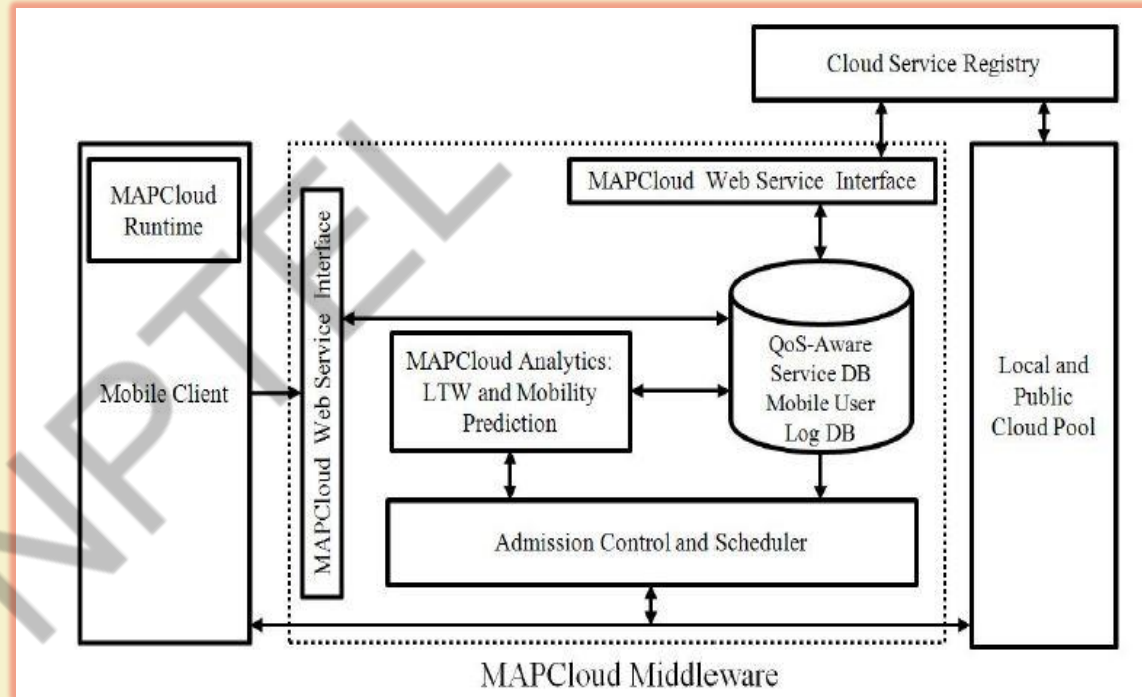 Cloud Service Registry
MAPCloud
Runtime
Mobile Client
MAPCloud Web Service Interface
MAPCloud Web Service Interface
MAPCloud Analytics:
LTW and Mobility
Prediction
QoS-Aware
Service DB
Mobile User
Log DB
Local and
Public
Cloud Pool
Admission Control and Scheduler
MAPCloud Middleware
NPTEL